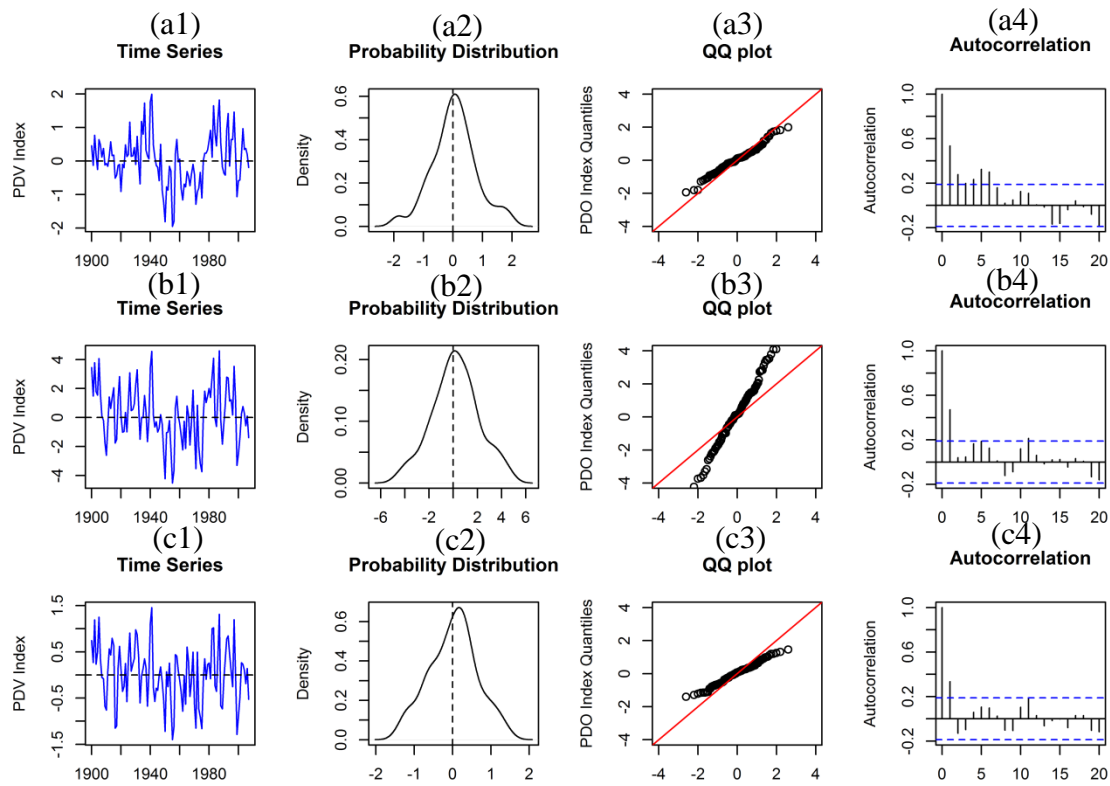 (a1) (a2) (a3) (a4)
Time Series Probability Distribution QQ plot Autocorrelation
PDV Index
2
1
0
-1
-2
1900 1940 1980
Density
0.6
0.4
0.2
0.0
-2 -1 0 1 2
PDO Index Quantiles
4
2
0
-2
-4
-4 -2 0 2 4
Autocorrelation
1.0
0.6
0.2
-0.2
0 5 10 15 20
(b1) (b2) (b3) (b4)
Time Series Probability Distribution QQ plot Autocorrelation
PDV Index
4
2
0
-2
-4
1900 1940 1980
Density
0.20
0.10
0.00
-6 -4 -2 0 2 4 6
PDO Index Quantiles
4
2
0
-2
-4
-4 -2 0 2 4
Autocorrelation
1.0
0.6
0.2
-0.2
0 5 10 15 20
(c1) (c2) (c3) (c4)
Time Series Probability Distribution QQ plot Autocorrelation
PDV Index
1.5
0.5
-0.5
-1.5
1900 1940 1980
Density
0.6
0.4
0.2
0.0
-2 -1 0 1 2
PDO Index Quantiles
4
2
0
-2
-4
-4 -2 0 2 4
Autocorrelation
1.0
0.6
0.2
-0.2
0 5 10 15 20